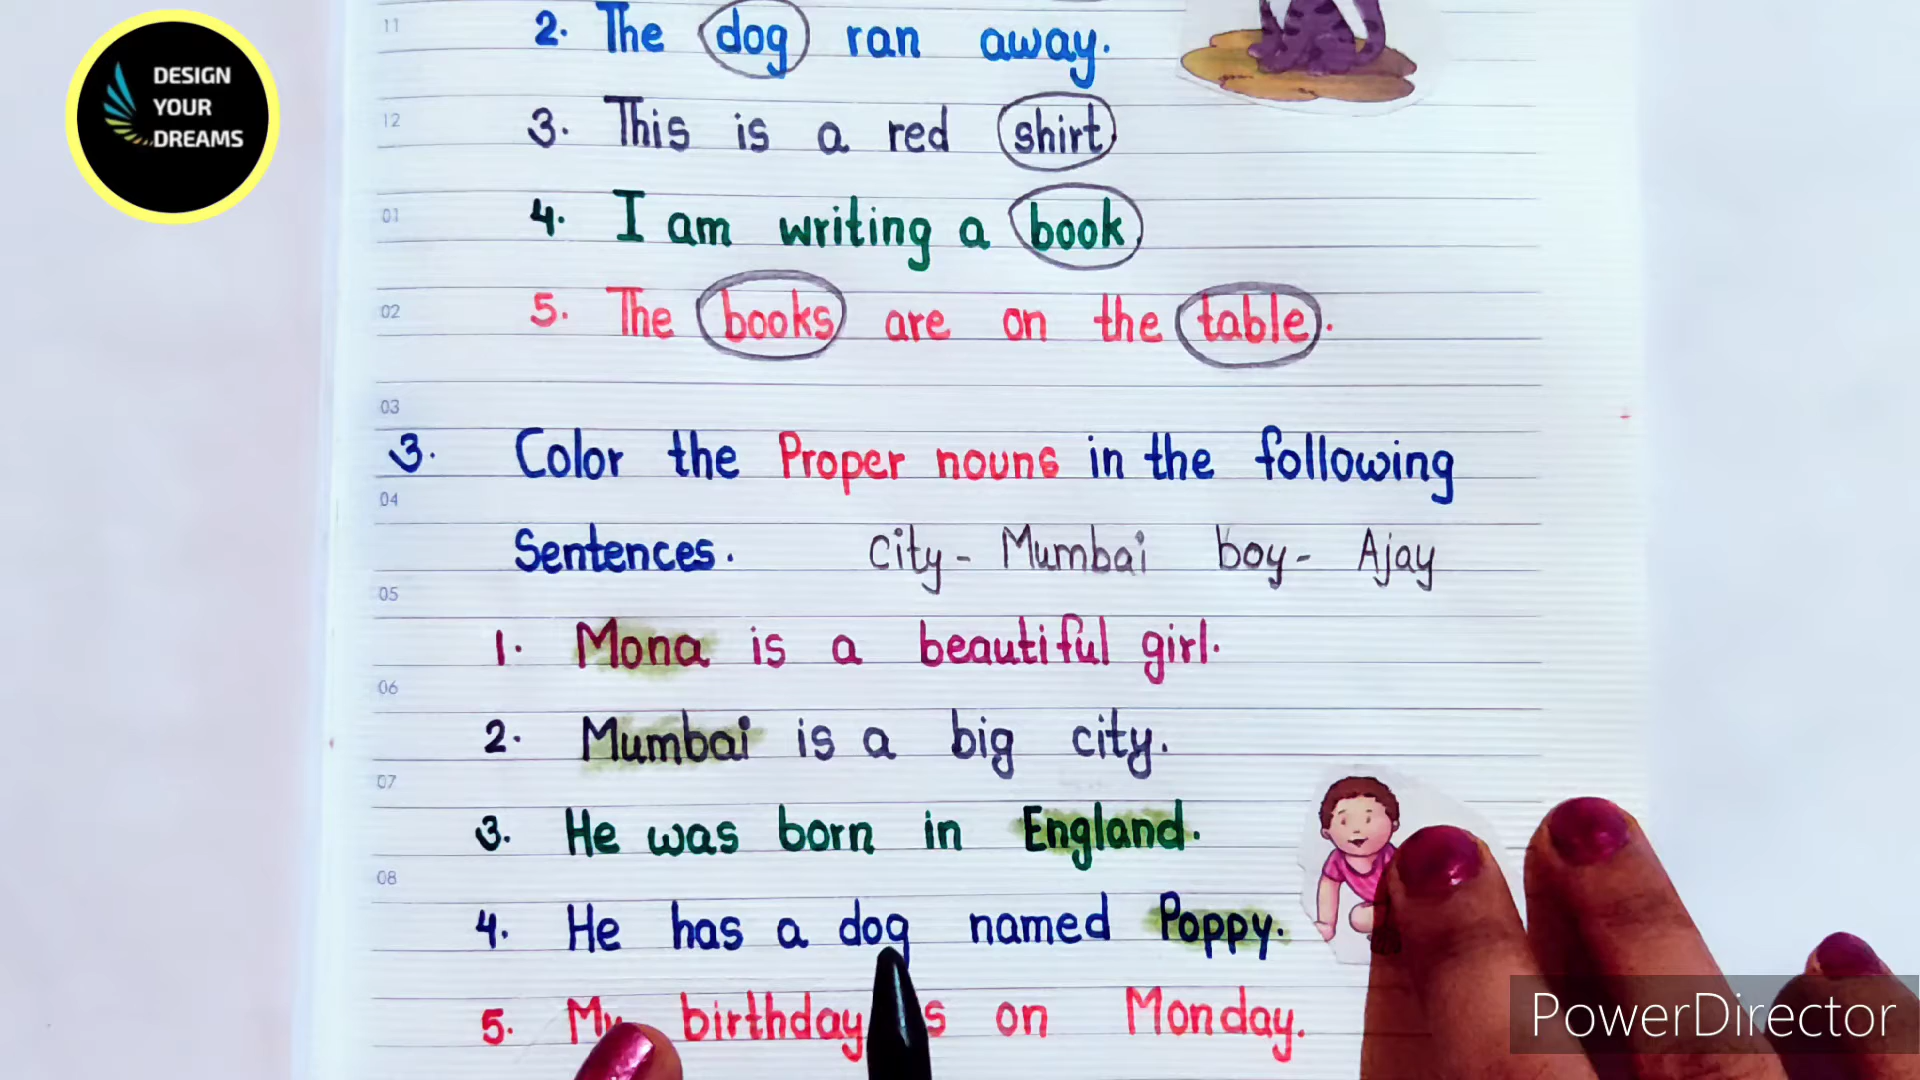 DESIGN
YOUR
DREAMS
11
2. The dog ran away.
12
3. This is a red shirt
01
4. I am writing a book
02
5. The books are on the table.
03
3. Color the Proper nouns in the following
04
Sentences. City - Mumbai boy - Ajay
05
1. Mona is a beautiful girl.
06
2. Mumbai is a big city.
07
3. He was born in England.
08
4. He has a dog named Poppy.
5. My birthday is on Monday.
PowerDirector